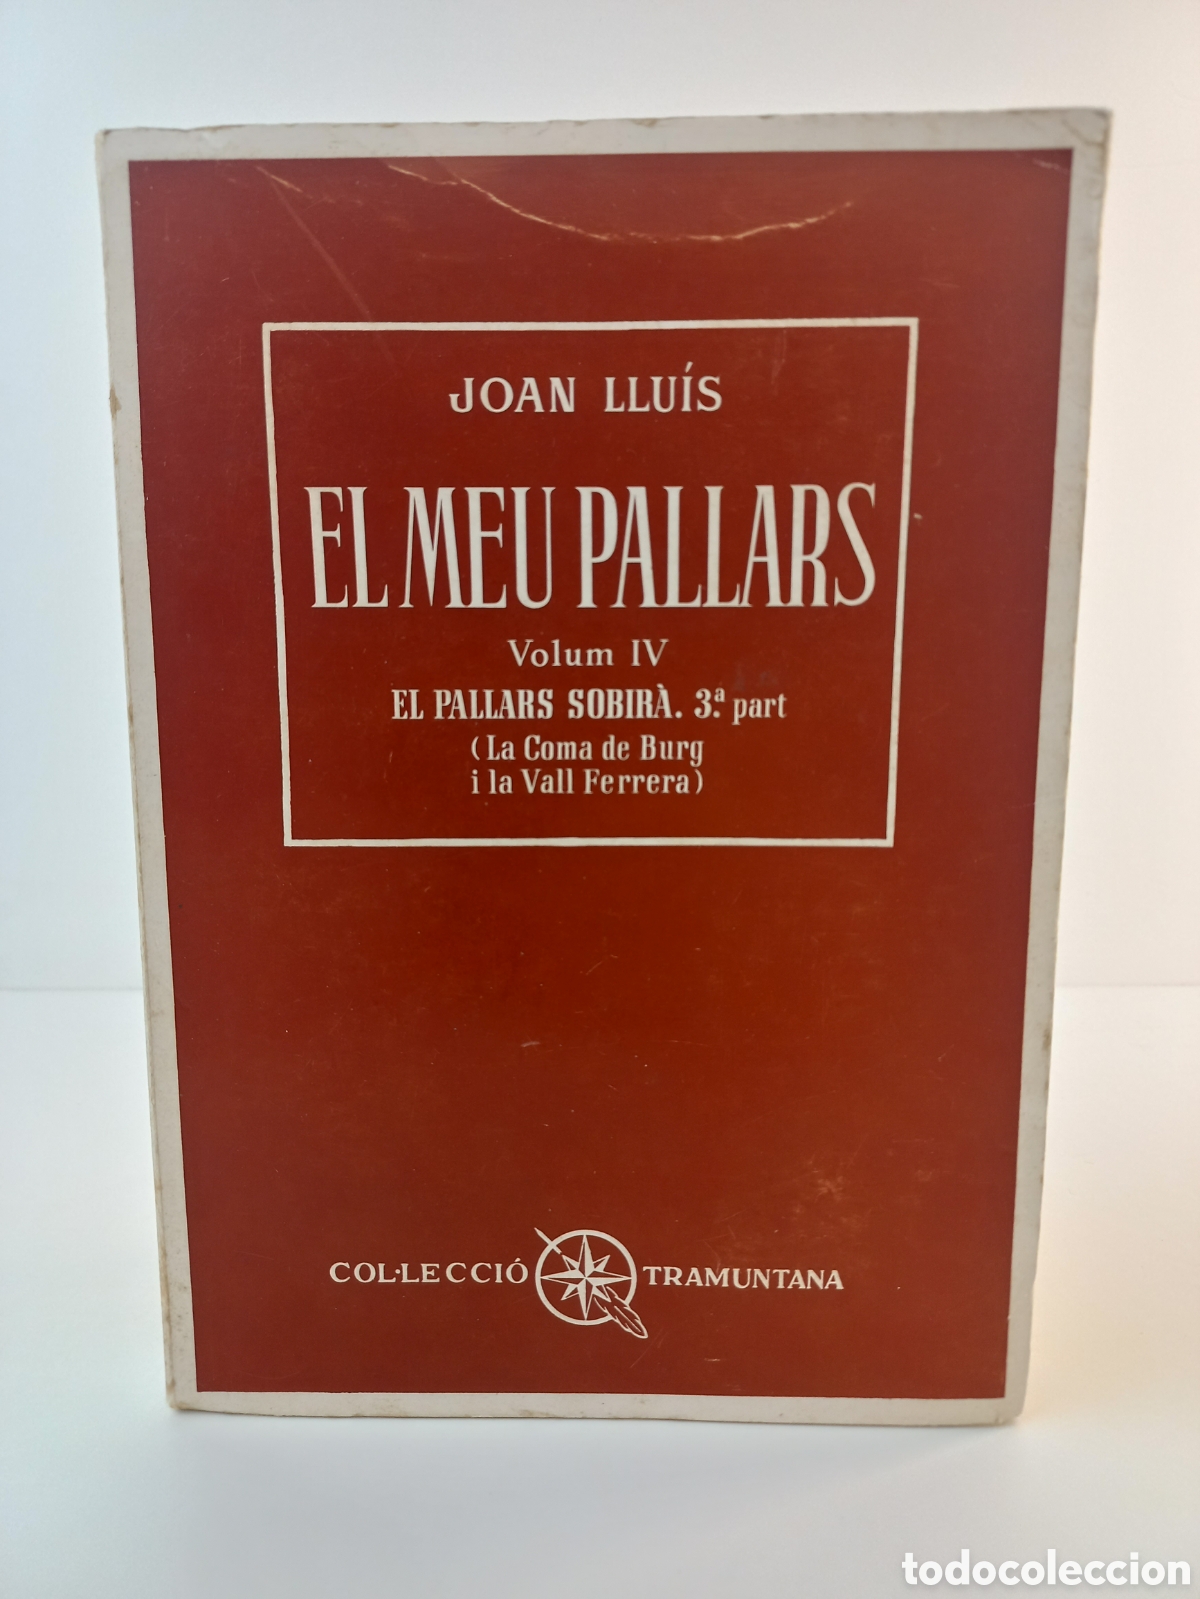 JOAN LLUÍS
EL MEU PALLARS
Volum IV
EL PALLARS SOBIRÀ. 3.ª part
(La Coma de Burg
i la Vall Ferrera)
COL·LECCIÓ TRAMUNTANA
todocoleccion